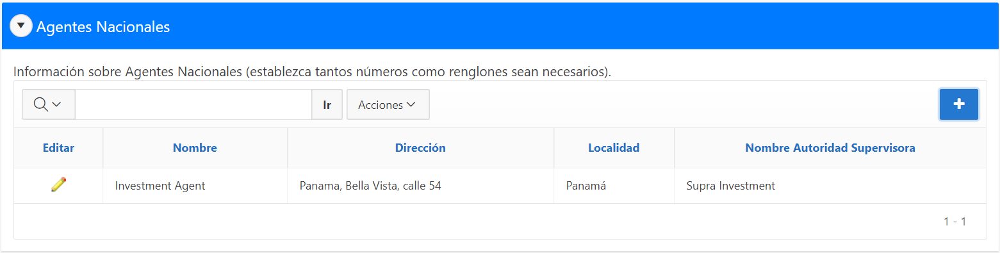 Agentes Nacionales
Información sobre Agentes Nacionales (establezca tantos números como renglones sean necesarios).
Ir Acciones
Editar Nombre Dirección Localidad Nombre Autoridad Supervisora
Investment Agent Panama, Bella Vista, calle 54 Panamá Supra Investment
1 - 1